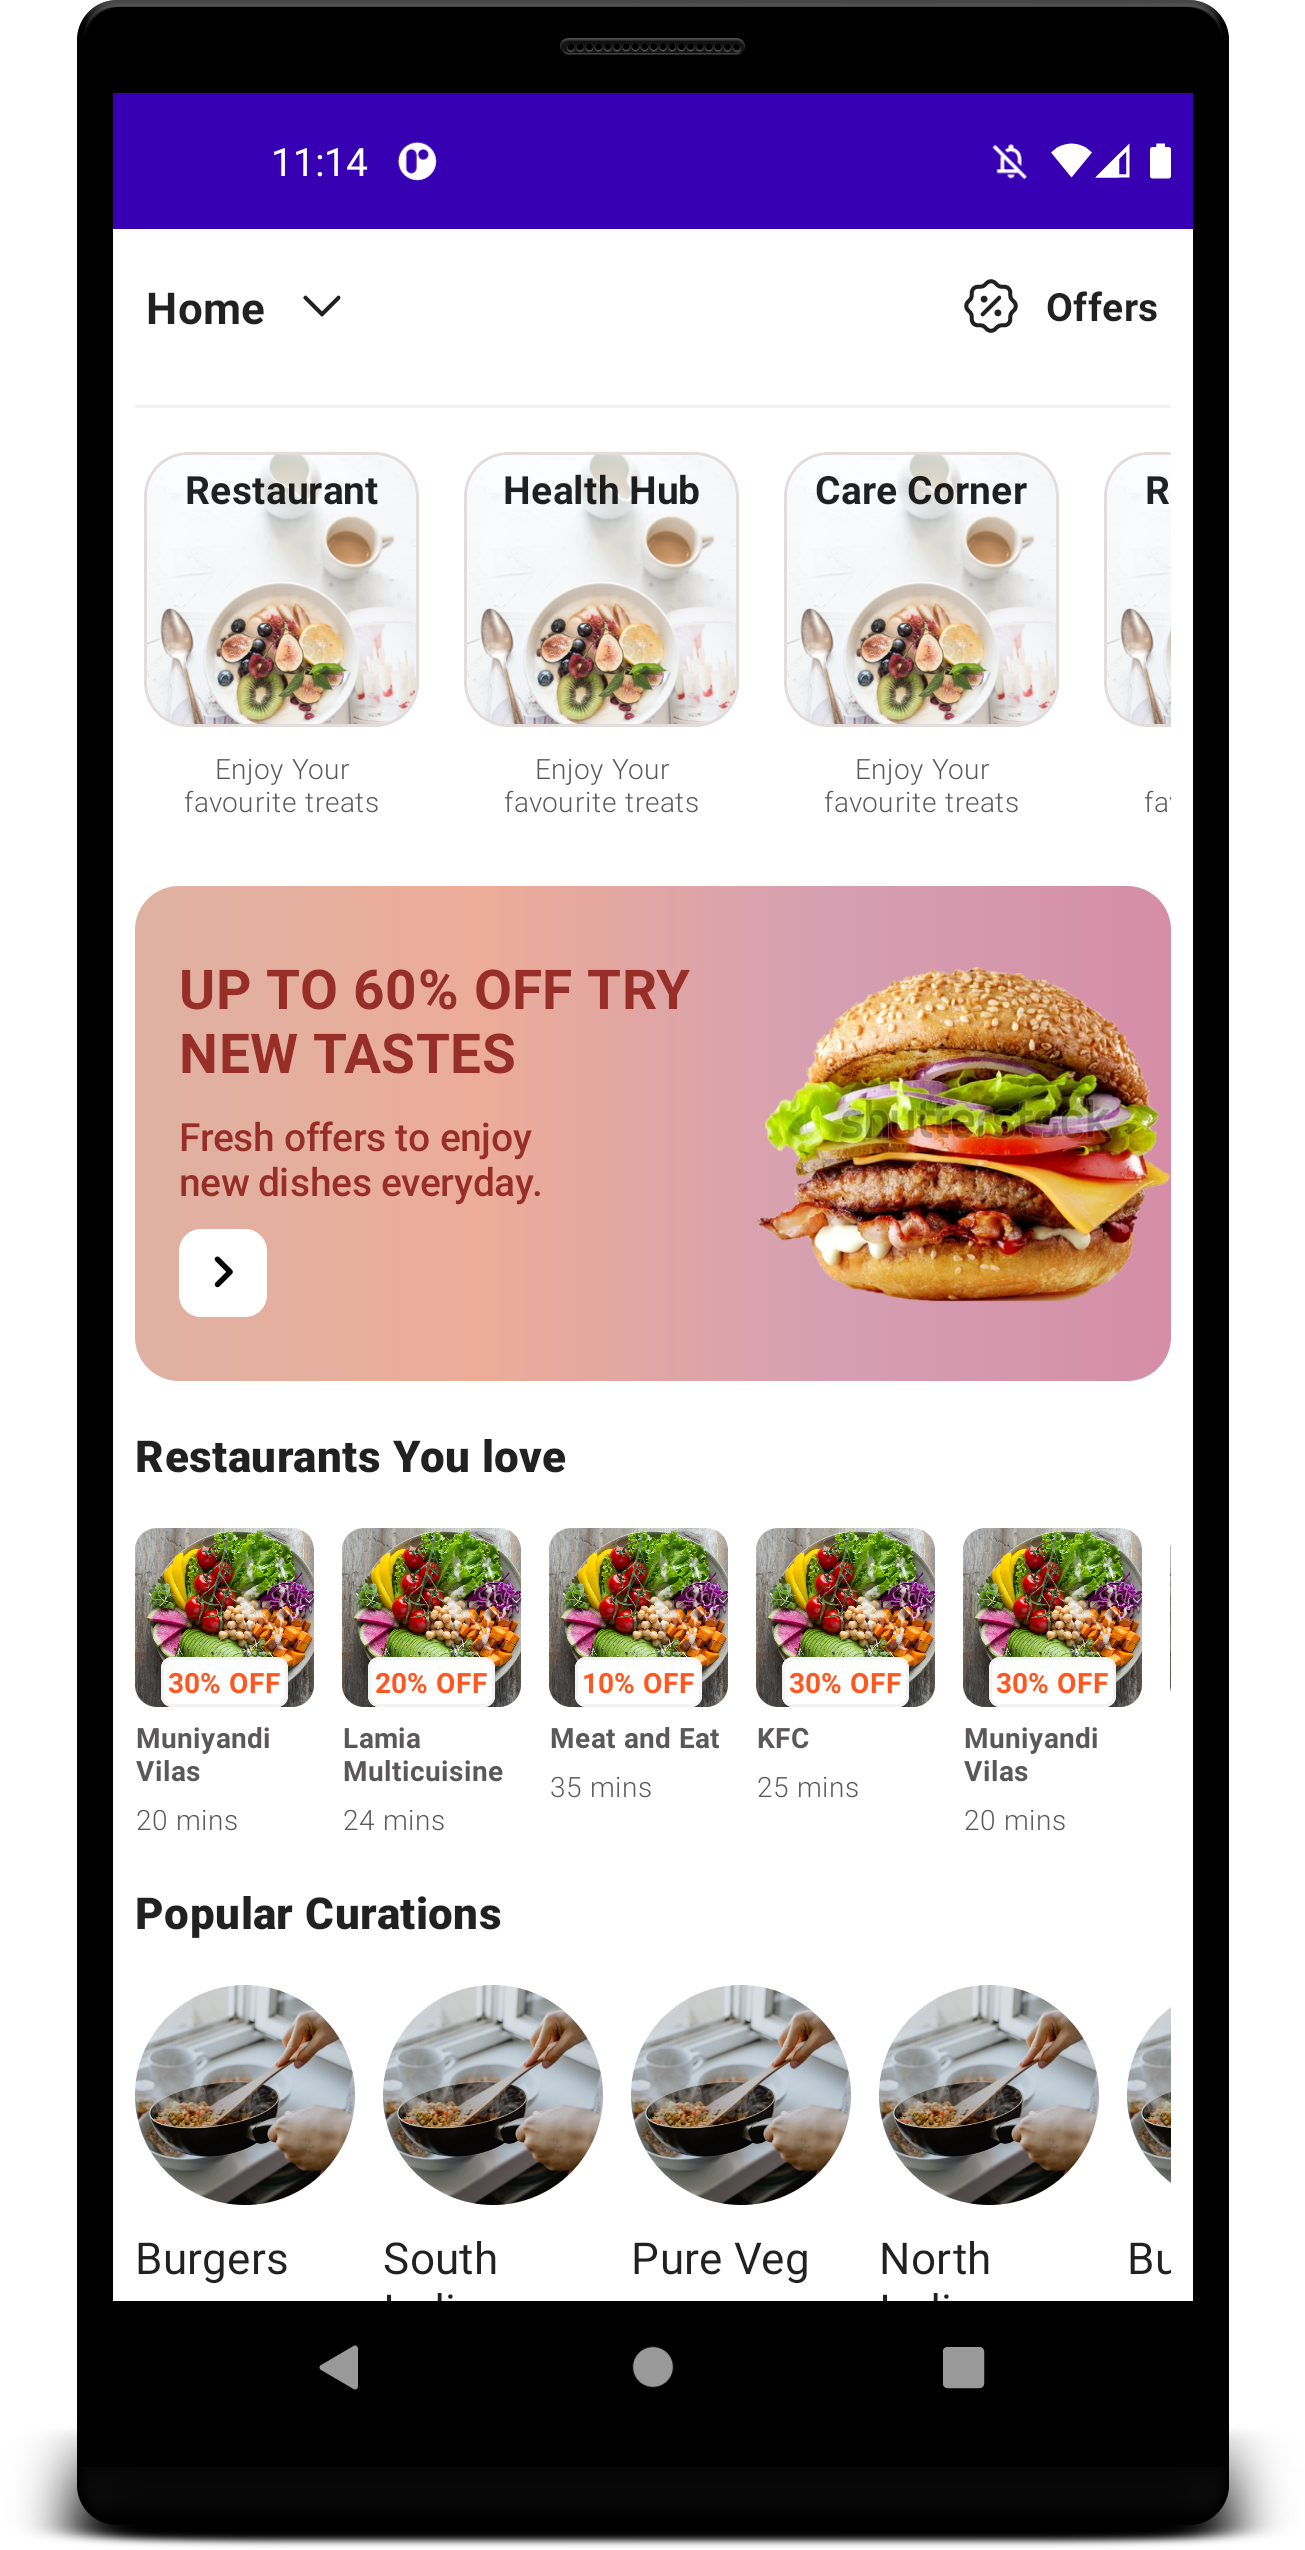 11:14
Home
Offers
Restaurant
Health Hub
Care Corner
R
Enjoy Your
favourite treats
Enjoy Your
favourite treats
Enjoy Your
favourite treats
UP TO 60% OFF TRY
NEW TASTES
Fresh offers to enjoy
new dishes everyday.
shutterstock
Restaurants You love
30% OFF
20% OFF
10% OFF
30% OFF
30% OFF
Muniyandi
Vilas
20 mins
Lamia
Multicuisine
24 mins
Meat and Eat
35 mins
KFC
25 mins
Muniyandi
Vilas
20 mins
Popular Curations
Burgers
South
Pure Veg
North
Bu